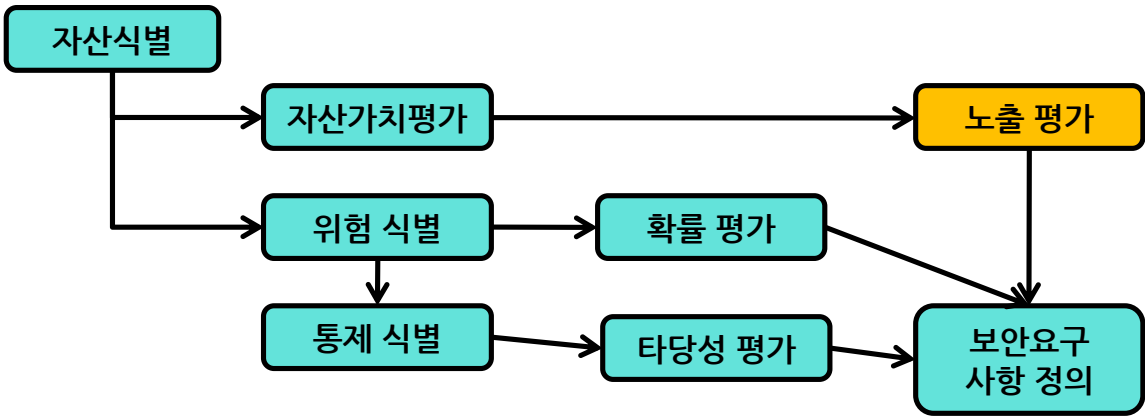 자산식별
자산가치평가
노출 평가
위험 식별
확률 평가
통제 식별
타당성 평가
보안요구
사항 정의